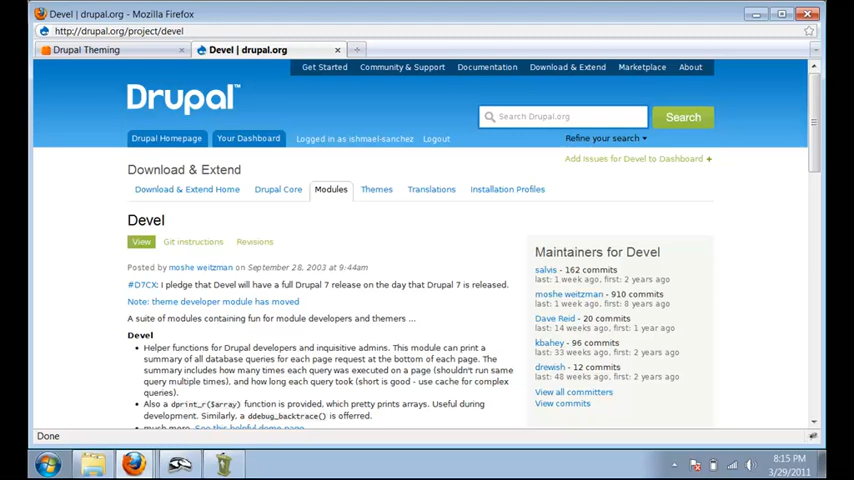 Devel | drupal.org - Mozilla Firefox
http://drupal.org/project/devel
Drupal Theming
Devel | drupal.org
Get Started Community & Support Documentation Download & Extend Marketplace About
Drupal™
Search Drupal.org
Search
Drupal Homepage Your Dashboard Logged in as ishmael-sanchez Logout
Refine your search
Add Issues for Devel to Dashboard +
Download & Extend
Download & Extend Home Drupal Core Modules Themes Translations Installation Profiles
Devel
View Git instructions Revisions
Posted by moshe weitzman on September 28, 2003 at 9:44am
#D7CX: I pledge that Devel will have a full Drupal 7 release on the day that Drupal 7 is released.
Note: theme developer module has moved
A suite of modules containing fun for module developers and themers ...
Devel
Helper functions for Drupal developers and inquisitive admins. This module can print a
summary of all database queries for each page request at the bottom of each page. The
summary includes how many times each query was executed on a page (shouldn't run same
query multiple times), and how long each query took (short is good - use cache for complex
queries).
Also a dprint_r($array) function is provided, which pretty prints arrays. Useful during
development. Similarly, a ddebug_backtrace() is offerred.
much more. See this helpful demo page.
Maintainers for Devel
salvis - 162 commits
last: 1 week ago, first: 2 years ago
moshe weitzman - 910 commits
last: 1 week ago, first: 8 years ago
Dave Reid - 20 commits
last: 14 weeks ago, first: 1 year ago
kbahey - 96 commits
last: 33 weeks ago, first: 2 years ago
drewish - 12 commits
last: 48 weeks ago, first: 2 years ago
View all committers
View commits
Done
8:15 PM
3/29/2011